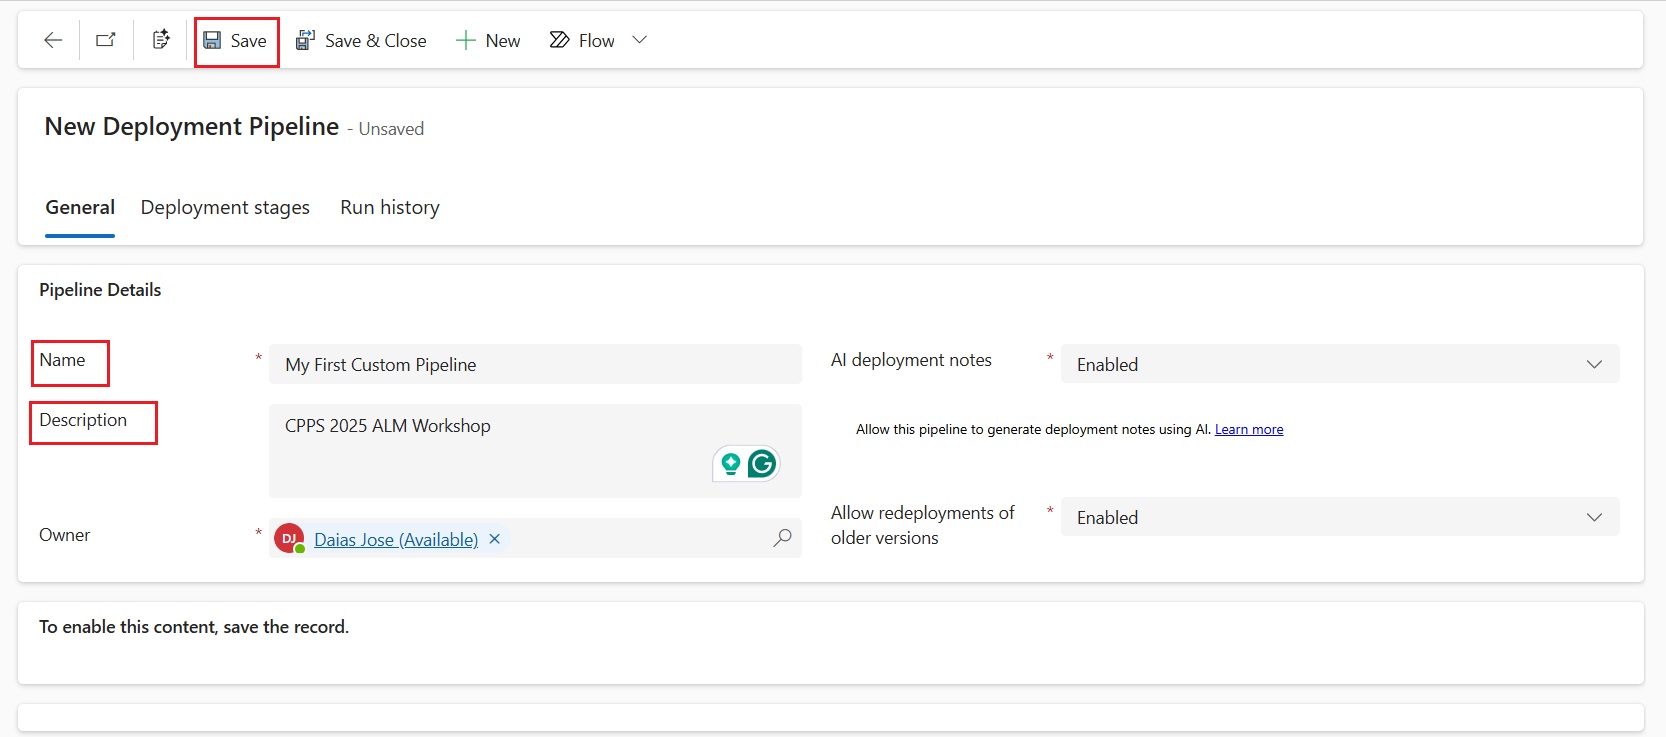 Save
Save & Close
New
Flow
New Deployment Pipeline - Unsaved
General
Deployment stages
Run history
Pipeline Details
Name
*
My First Custom Pipeline
Description
CPPS 2025 ALM Workshop
G
Owner
*
DJ
Daias Jose (Available)
AI deployment notes
*
Enabled
Allow this pipeline to generate deployment notes using AI. Learn more
Allow redeployments of
older versions
*
Enabled
To enable this content, save the record.